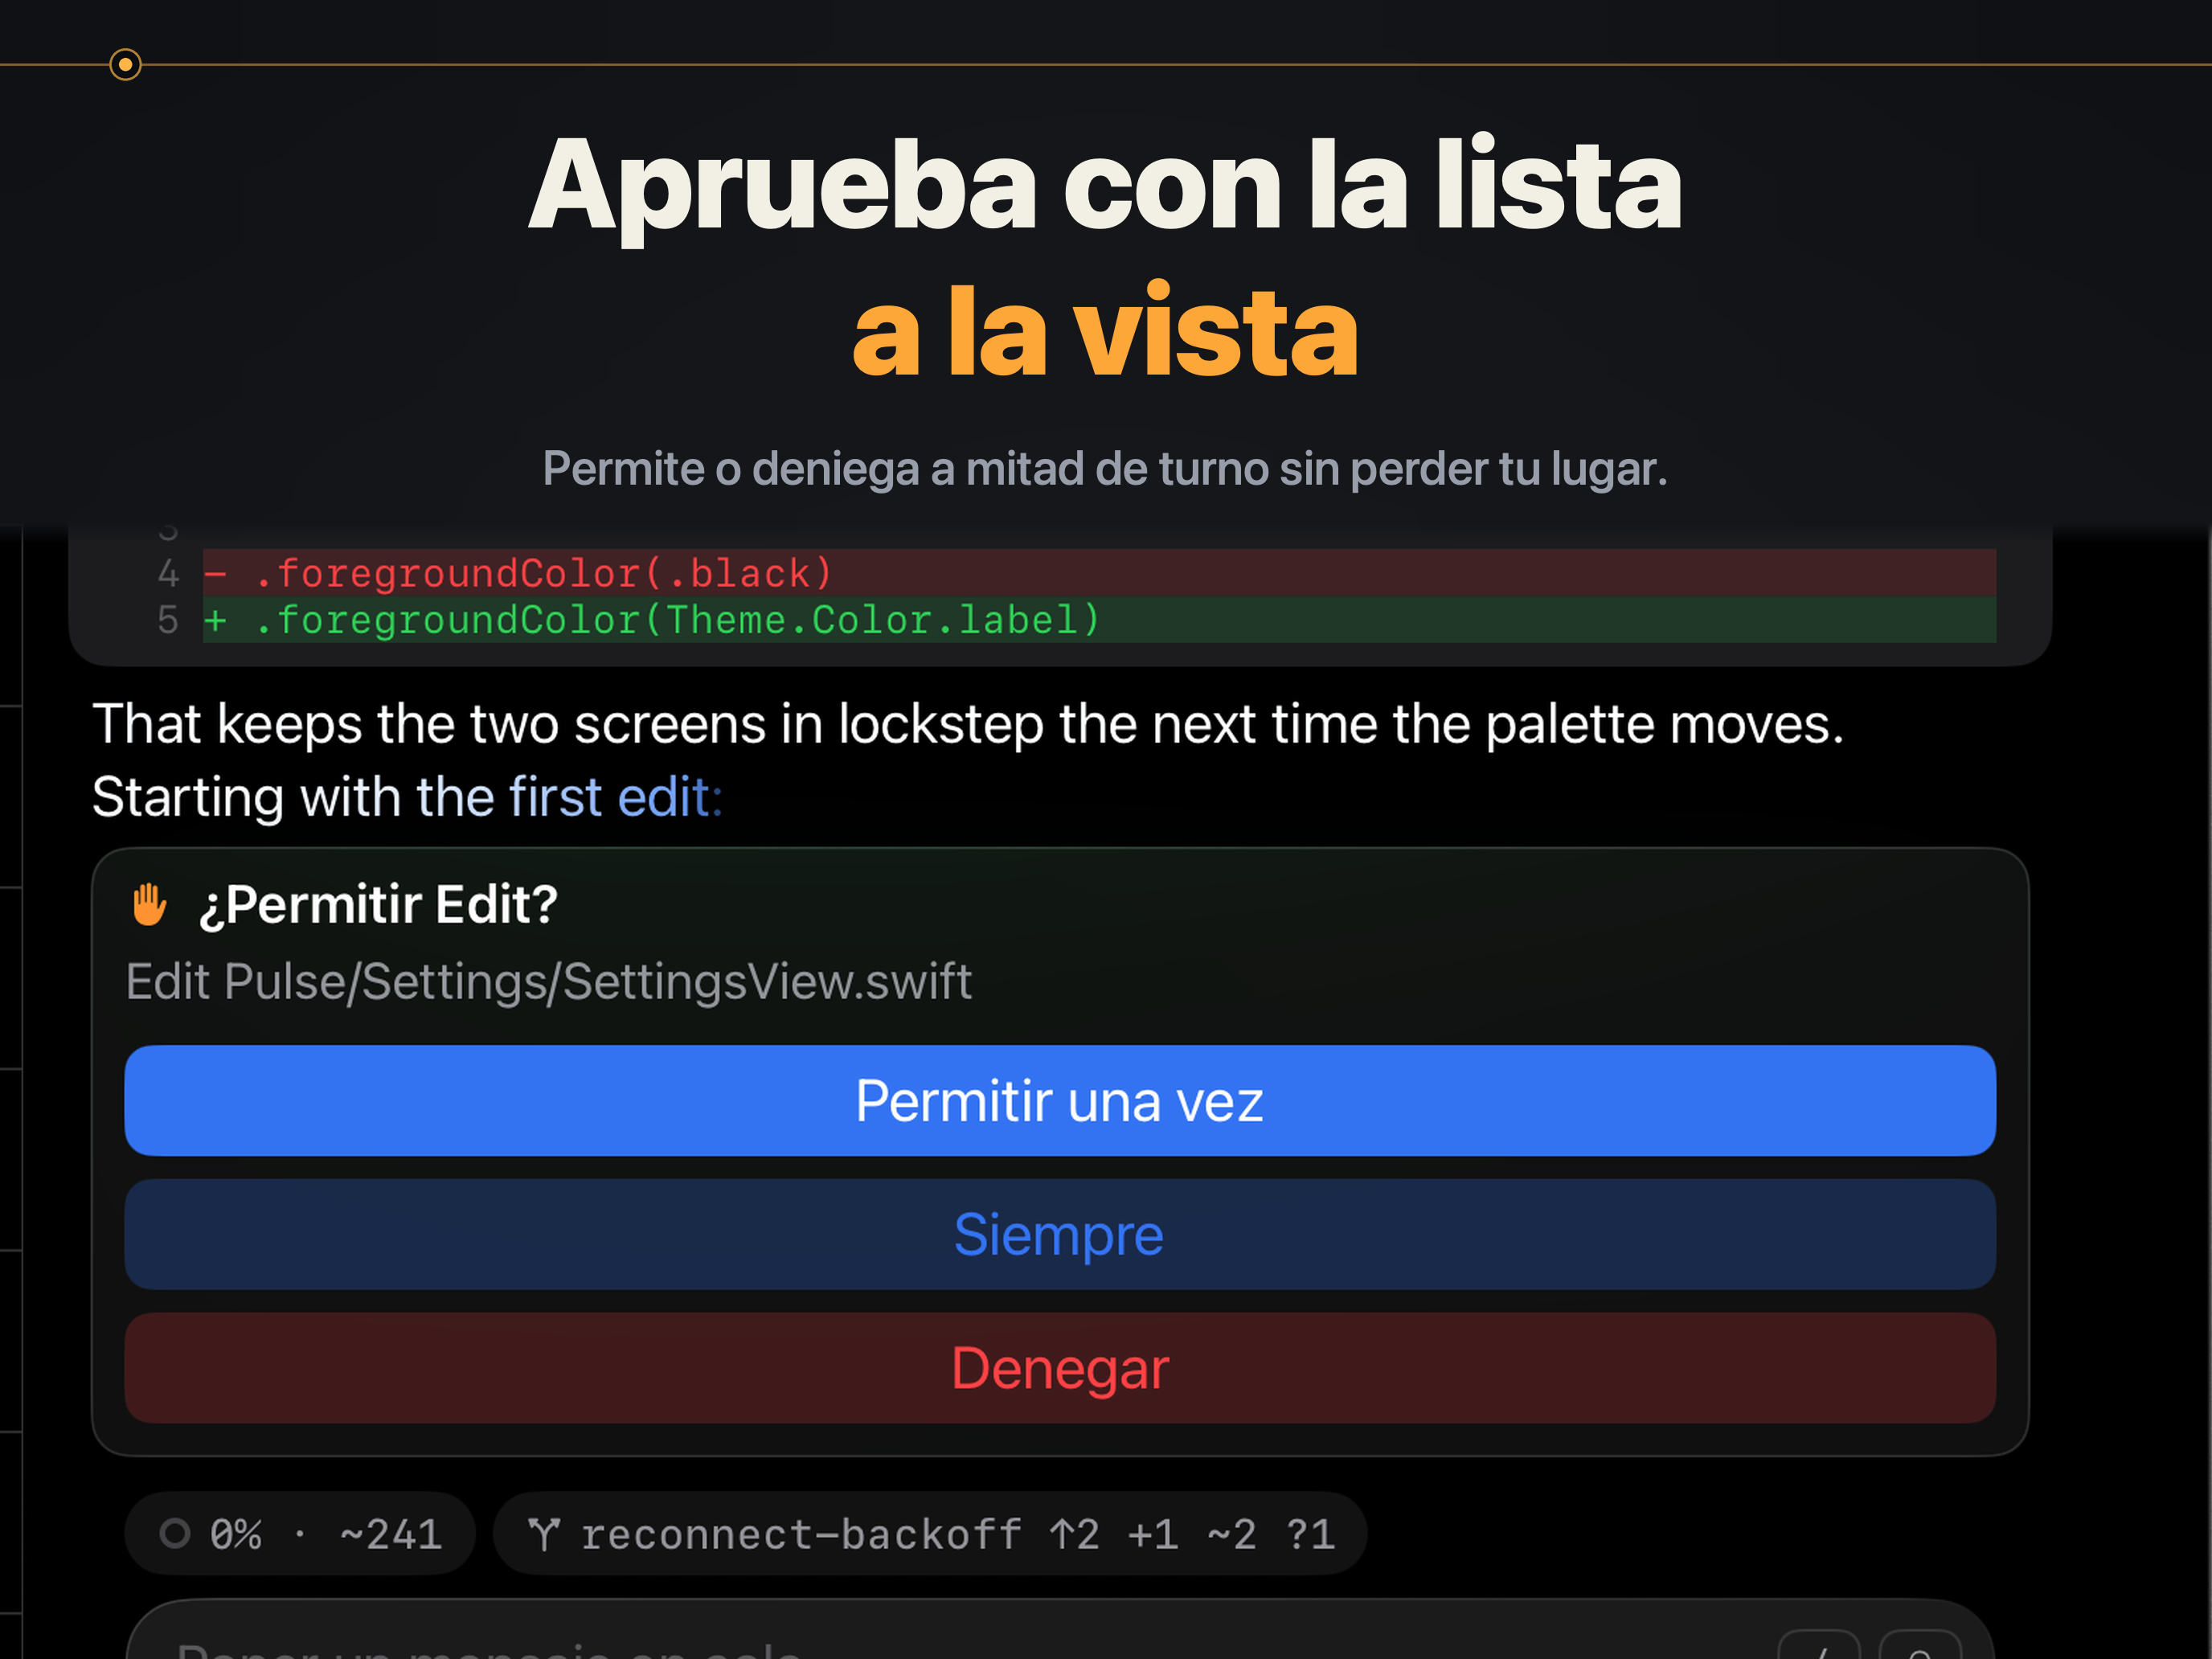 Aprueba con la lista
a la vista
Permite o deniega a mitad de turno sin perder tu lugar.
3
4 − .foregroundColor(.black)
5 + .foregroundColor(Theme.Color.label)
That keeps the two screens in lockstep the next time the palette moves.
Starting with the first edit:
¿Permitir Edit?
Edit Pulse/Settings/SettingsView.swift
Permitir una vez
Siempre
Denegar
0% · ~241
reconnect-backoff ↑2 +1 ~2 ?1